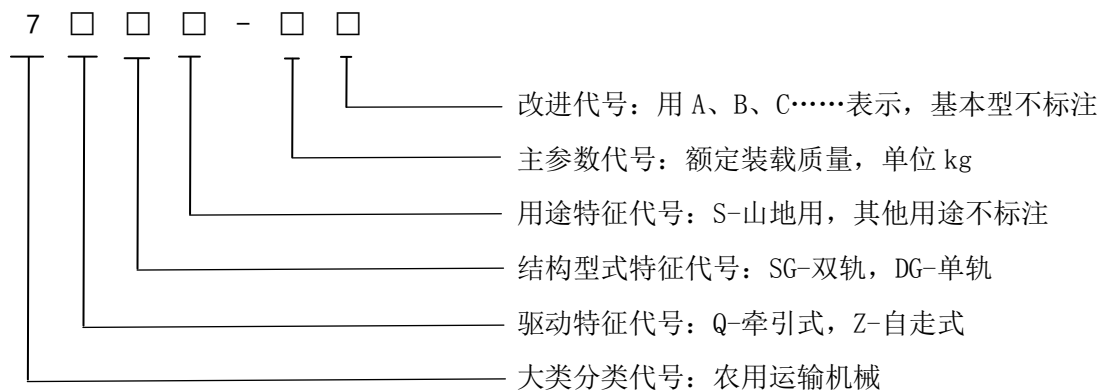 7 □ □ □ - □ □
改进代号：用 A、B、C……表示，基本型不标注
主参数代号：额定装载质量，单位 kg
用途特征代号：S-山地用，其他用途不标注
结构型式特征代号：SG-双轨，DG-单轨
驱动特征代号：Q-牵引式，Z-自走式
大类分类代号：农用运输机械